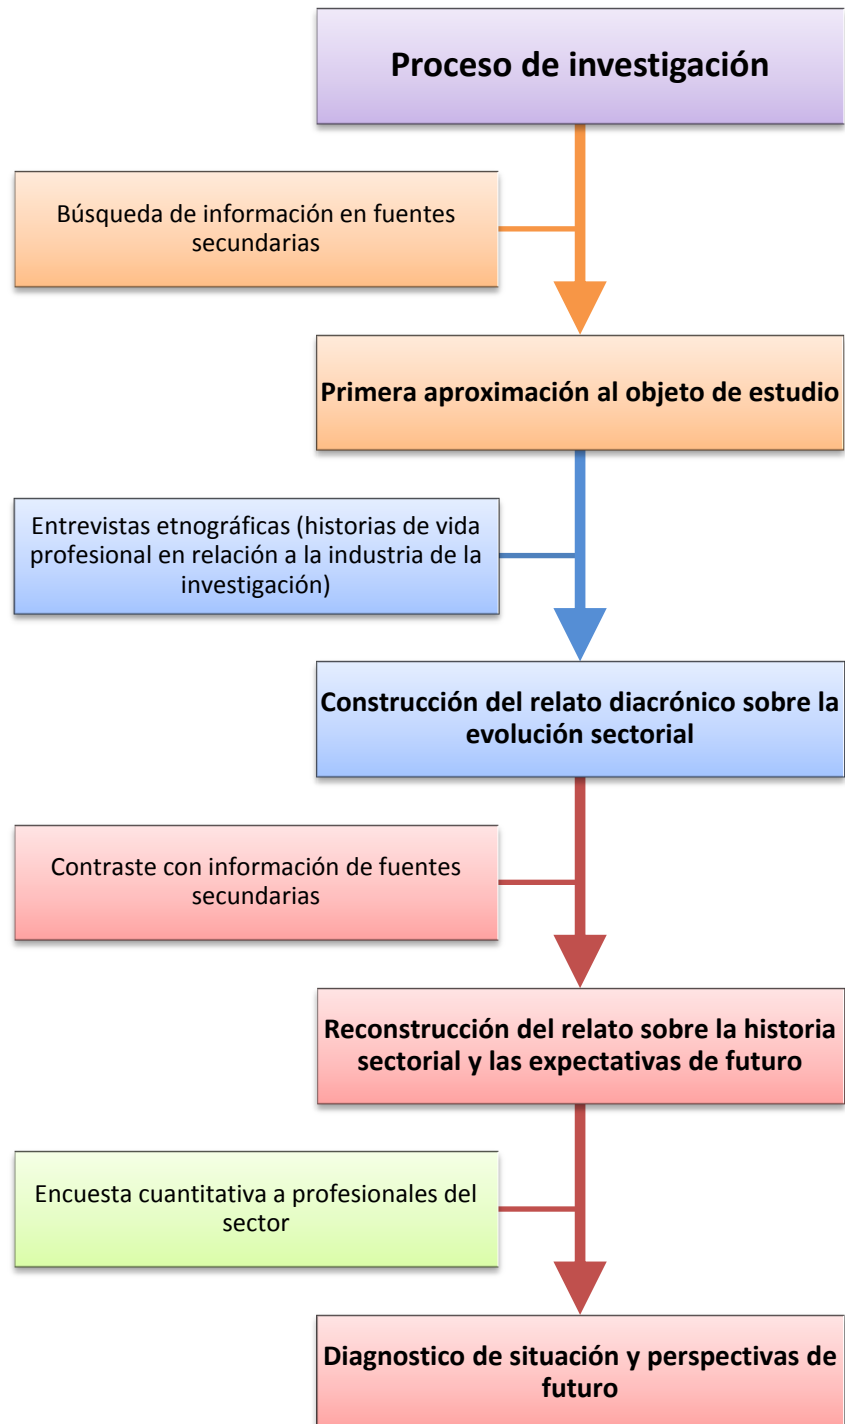 Proceso de investigación
Búsqueda de información en fuentes
secundarias
Primera aproximación al objeto de estudio
Entrevistas etnográficas (historias de vida
profesional en relación a la industria de la
investigación)
Construcción del relato diacrónico sobre la
evolución sectorial
Contraste con información de fuentes
secundarias
Reconstrucción del relato sobre la historia
sectorial y las expectativas de futuro
Encuesta cuantitativa a profesionales del
sector
Diagnostico de situación y perspectivas de
futuro